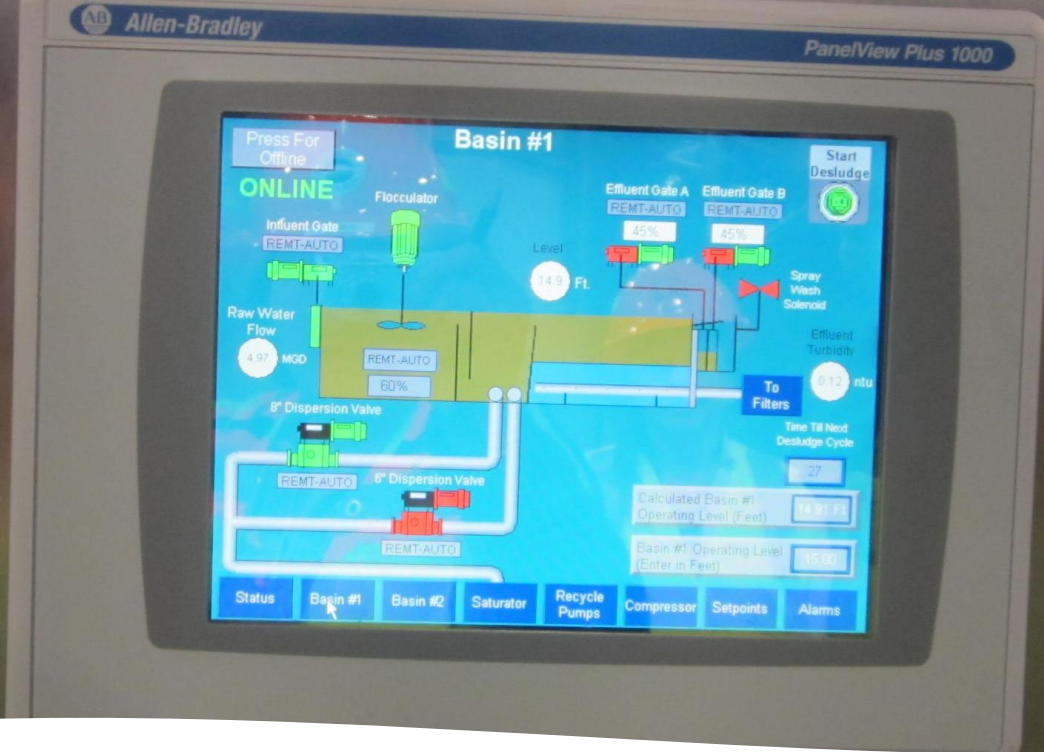 AB Allen-Bradley
PanelView Plus 1000
Basin #1
Press For
Offline
ONLINE
Start
Desludge
Flocculator
Effluent Gate A
Effluent Gate B
REMT-AUTO
REMT-AUTO
45%
45%
Influent Gate
REMT-AUTO
Level
14.9 Ft.
Spray
Wash
Solenoid
Raw Water
Flow
4.97 MGD
REMT-AUTO
60%
Effluent
Turbidity
0.12 ntu
To
Filters
8" Dispersion Valve
REMT-AUTO
6" Dispersion Valve
REMT-AUTO
Time Till Next
Desludge Cycle
27
Calculated Basin #1
Operating Level (Feet)
14.91 Ft
Basin #1 Operating Level
(Enter in Feet)
Status
Basin #1
Basin #2
Saturator
Recycle
Pumps
Compressor
Setpoints
Alarms